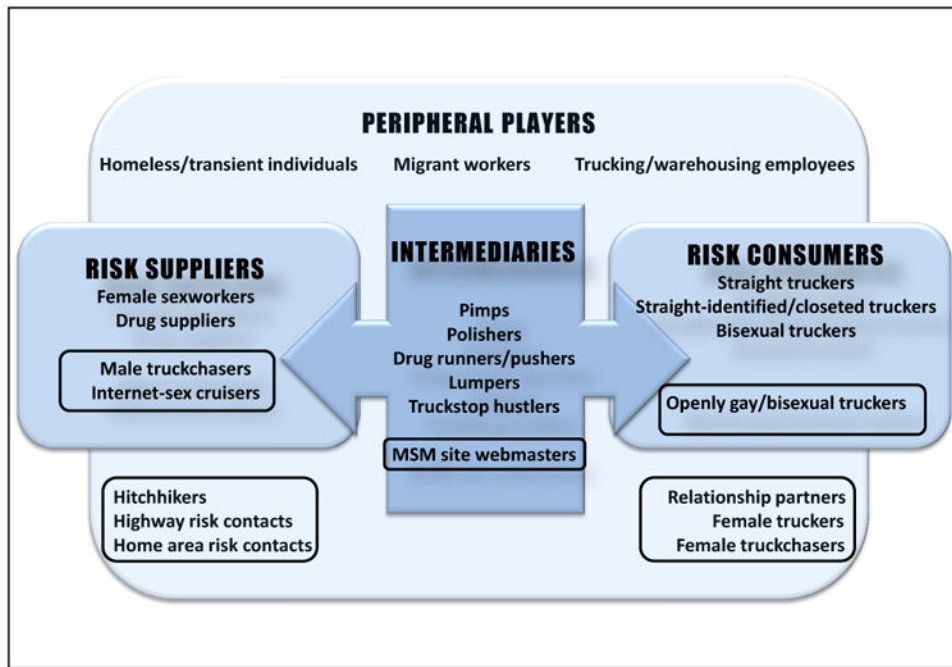 PERIPHERAL PLAYERS
Homeless/transient individuals
Migrant workers
Trucking/warehousing employees
RISK SUPPLIERS
Female sexworkers
Drug suppliers
Male truckchasers
Internet-sex cruisers
INTERMEDIARIES
Pimps
Polishers
Drug runners/pushers
Lumpers
Truckstop hustlers
MSM site webmasters
RISK CONSUMERS
Straight truckers
Straight-identified/closeted truckers
Bisexual truckers
Openly gay/bisexual truckers
Hitchhikers
Highway risk contacts
Home area risk contacts
Relationship partners
Female truckers
Female truckchasers